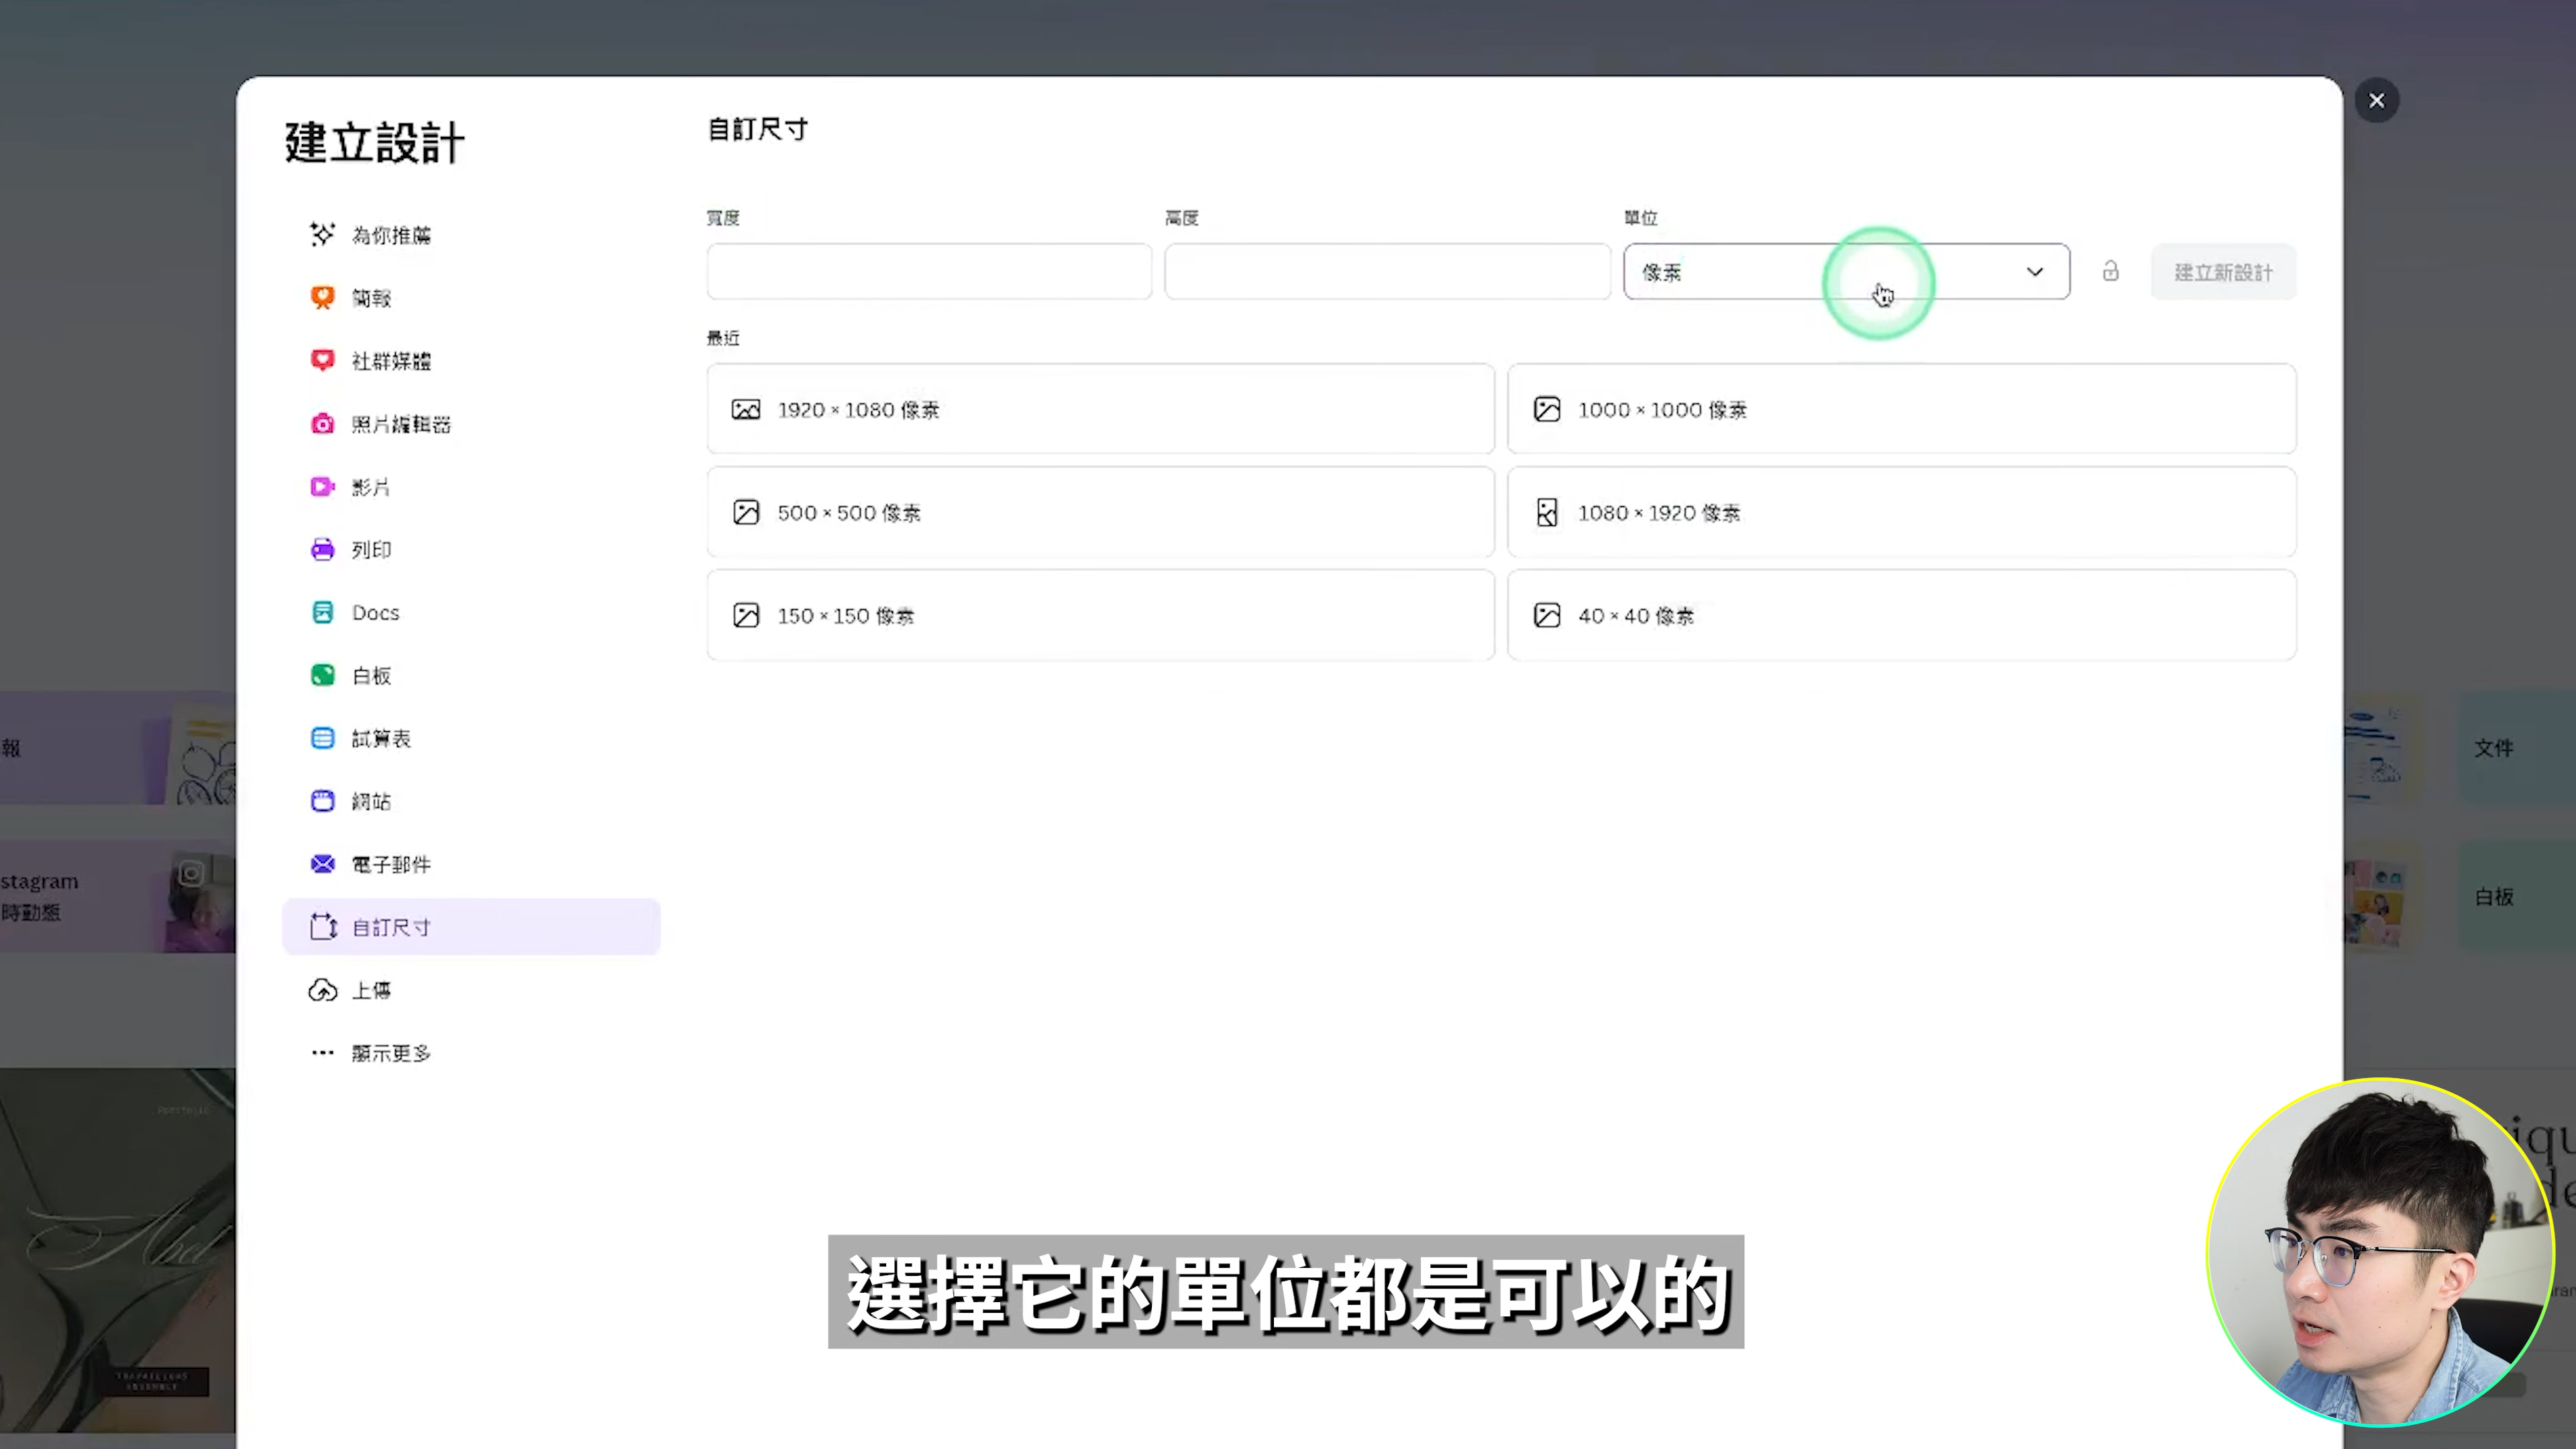 建立設計
為你推薦
簡報
社群媒體
照片編輯器
影片
列印
Docs
白板
試算表
網站
電子郵件
自訂尺寸
上傳
顯示更多
自訂尺寸
寬度
高度
單位
像素
建立新設計
最近
1920 × 1080 像素
1000 × 1000 像素
500 × 500 像素
1080 × 1920 像素
150 × 150 像素
40 × 40 像素
報
stagram
時動態
文件
白板
Portfolio
選擇它的單位都是可以的